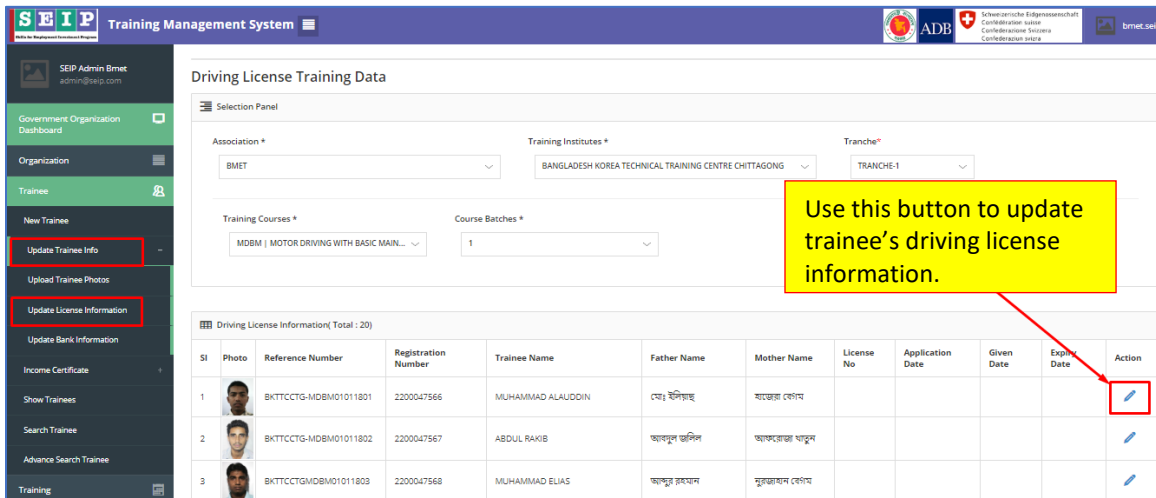 SEIP
Skills for Employment Investment Program
Training Management System
ADB
Schweizerische Eidgenossenschaft
Confédération suisse
Confederazione Svizzera
Confederaziun svizra
bmet.sei
SEIP Admin Bmet
admin@seip.com
Government Organization
Dashboard
Organization
Trainee
New Trainee
Update Trainee Info
Upload Trainee Photos
Update License Information
Update Bank Information
Income Certificate
Show Trainees
Search Trainee
Advance Search Trainee
Training
Driving License Training Data
Selection Panel
Association * Training Institutes * Tranche*
BMET BANGLADESH KOREA TECHNICAL TRAINING CENTRE CHITTAGONG TRANCHE-1
Training Courses * Course Batches *
MDBM | MOTOR DRIVING WITH BASIC MAIN... 1
Use this button to update
trainee's driving license
information.
Driving License Information( Total : 20)
Sl Photo Reference Number Registration Number Trainee Name Father Name Mother Name License No Application Date Given Date Expiry Date Action
1 BKTTCCTG-MDBM01011801 2200047566 MUHAMMAD ALAUDDIN মোঃ ইলিয়াছ হাজেরা বেগম
2 BKTTCCTG-MDBM01011802 2200047567 ABDUL RAKIB আবদুল জলিল আফরোজা খাতুন
3 BKTTCCTGMDBM01011803 2200047568 MUHAMMAD ELIAS আব্দুর রহমান নুরজাহান বেগম